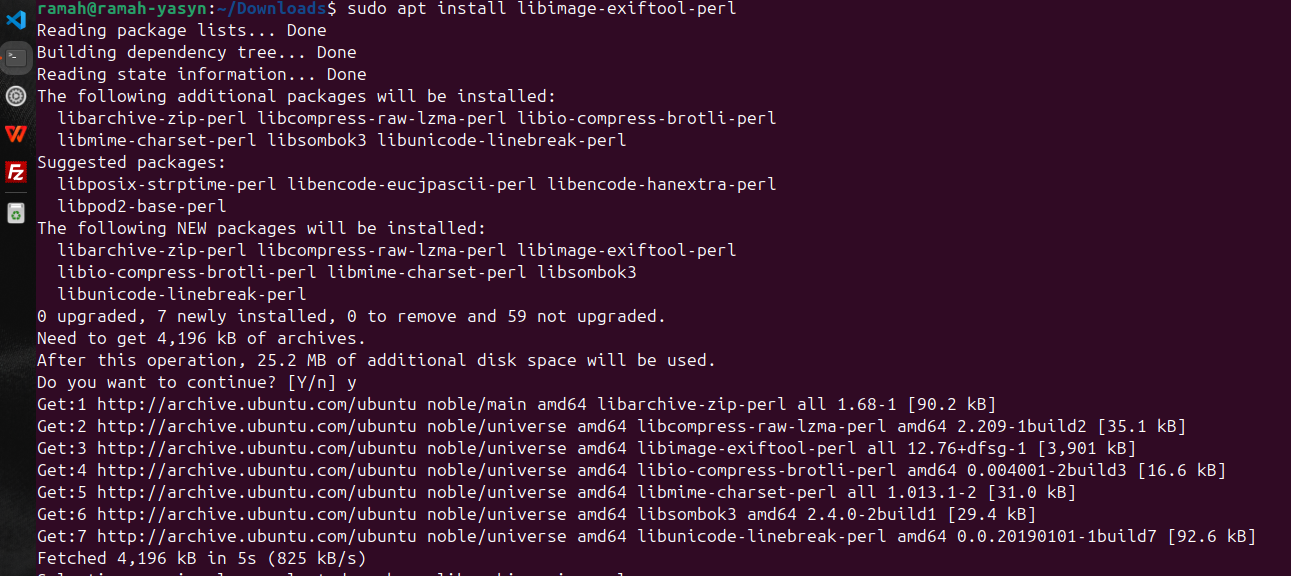 ramah@ramah-yasyn:~/Downloads$ sudo apt install libimage-exiftool-perl
Reading package lists... Done
Building dependency tree... Done
Reading state information... Done
The following additional packages will be installed:
  libarchive-zip-perl libcompress-raw-lzma-perl libio-compress-brotli-perl
  libmime-charset-perl libsombok3 libunicode-linebreak-perl
Suggested packages:
  libposix-strptime-perl libencode-eucjpascii-perl libencode-hanextra-perl
  libpod2-base-perl
The following NEW packages will be installed:
  libarchive-zip-perl libcompress-raw-lzma-perl libimage-exiftool-perl
  libio-compress-brotli-perl libmime-charset-perl libsombok3
  libunicode-linebreak-perl
0 upgraded, 7 newly installed, 0 to remove and 59 not upgraded.
Need to get 4,196 kB of archives.
After this operation, 25.2 MB of additional disk space will be used.
Do you want to continue? [Y/n] y
Get:1 http://archive.ubuntu.com/ubuntu noble/main amd64 libarchive-zip-perl all 1.68-1 [90.2 kB]
Get:2 http://archive.ubuntu.com/ubuntu noble/universe amd64 libcompress-raw-lzma-perl amd64 2.209-1build2 [35.1 kB]
Get:3 http://archive.ubuntu.com/ubuntu noble/universe amd64 libimage-exiftool-perl all 12.76+dfsg-1 [3,901 kB]
Get:4 http://archive.ubuntu.com/ubuntu noble/universe amd64 libio-compress-brotli-perl amd64 0.004001-2build3 [16.6 kB]
Get:5 http://archive.ubuntu.com/ubuntu noble/universe amd64 libmime-charset-perl all 1.013.1-2 [31.0 kB]
Get:6 http://archive.ubuntu.com/ubuntu noble/universe amd64 libsombok3 amd64 2.4.0-2build1 [29.4 kB]
Get:7 http://archive.ubuntu.com/ubuntu noble/universe amd64 libunicode-linebreak-perl amd64 0.0.20190101-1build7 [92.6 kB]
Fetched 4,196 kB in 5s (825 kB/s)